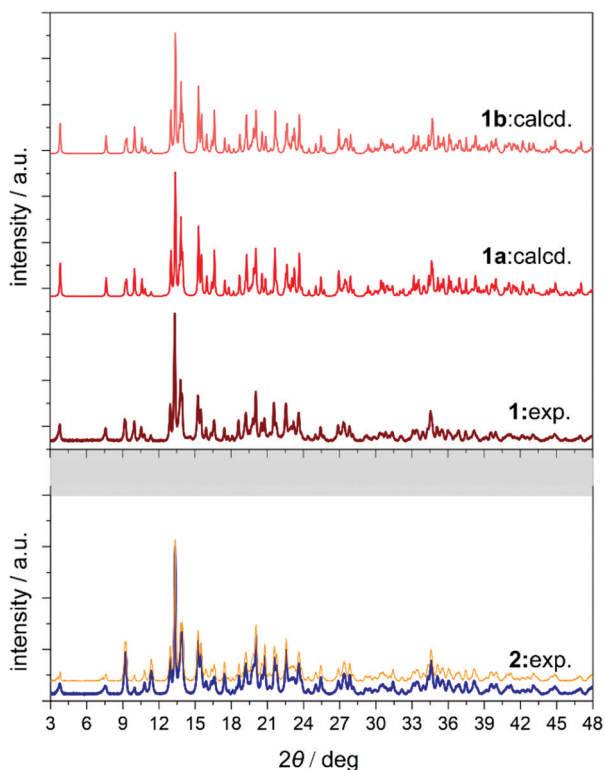 1b:calcd.
1a:calcd.
1:exp.
intensity / a.u.
2:exp.
intensity / a.u.
3 6 9 12 15 18 21 24 27 30 33 36 39 42 45 48
2θ / deg